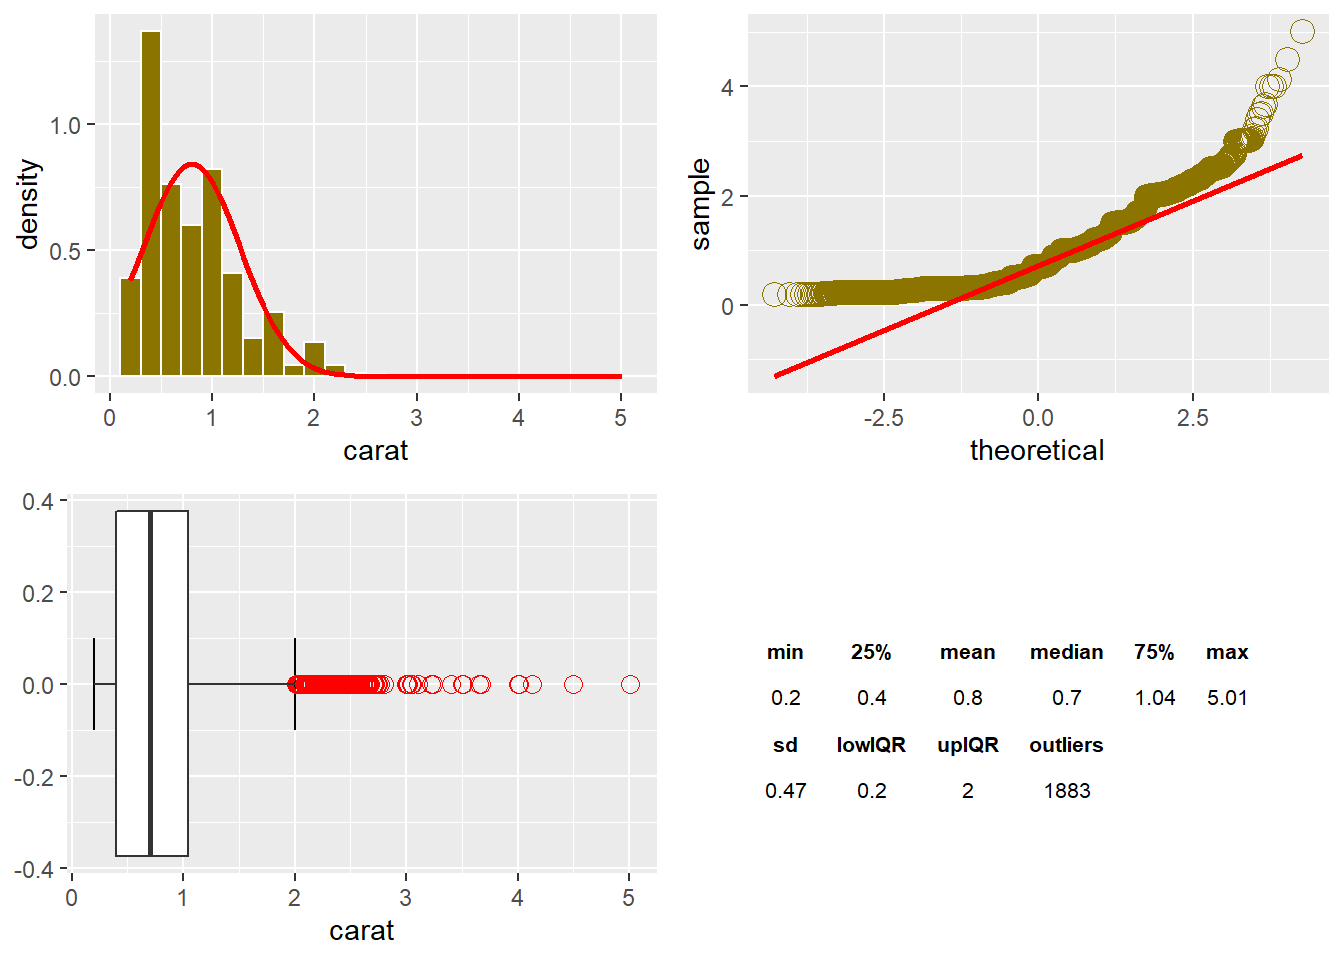 density
1.0
0.5
0.0
0 1 2 3 4 5
carat
sample
4
2
0
-2.5 0.0 2.5
theoretical
0.4
0.2
0.0
-0.2
-0.4
0 1 2 3 4 5
carat
min 25% mean median 75% max
0.2 0.4 0.8 0.7 1.04 5.01
sd lowIQR upIQR outliers
0.47 0.2 2 1883